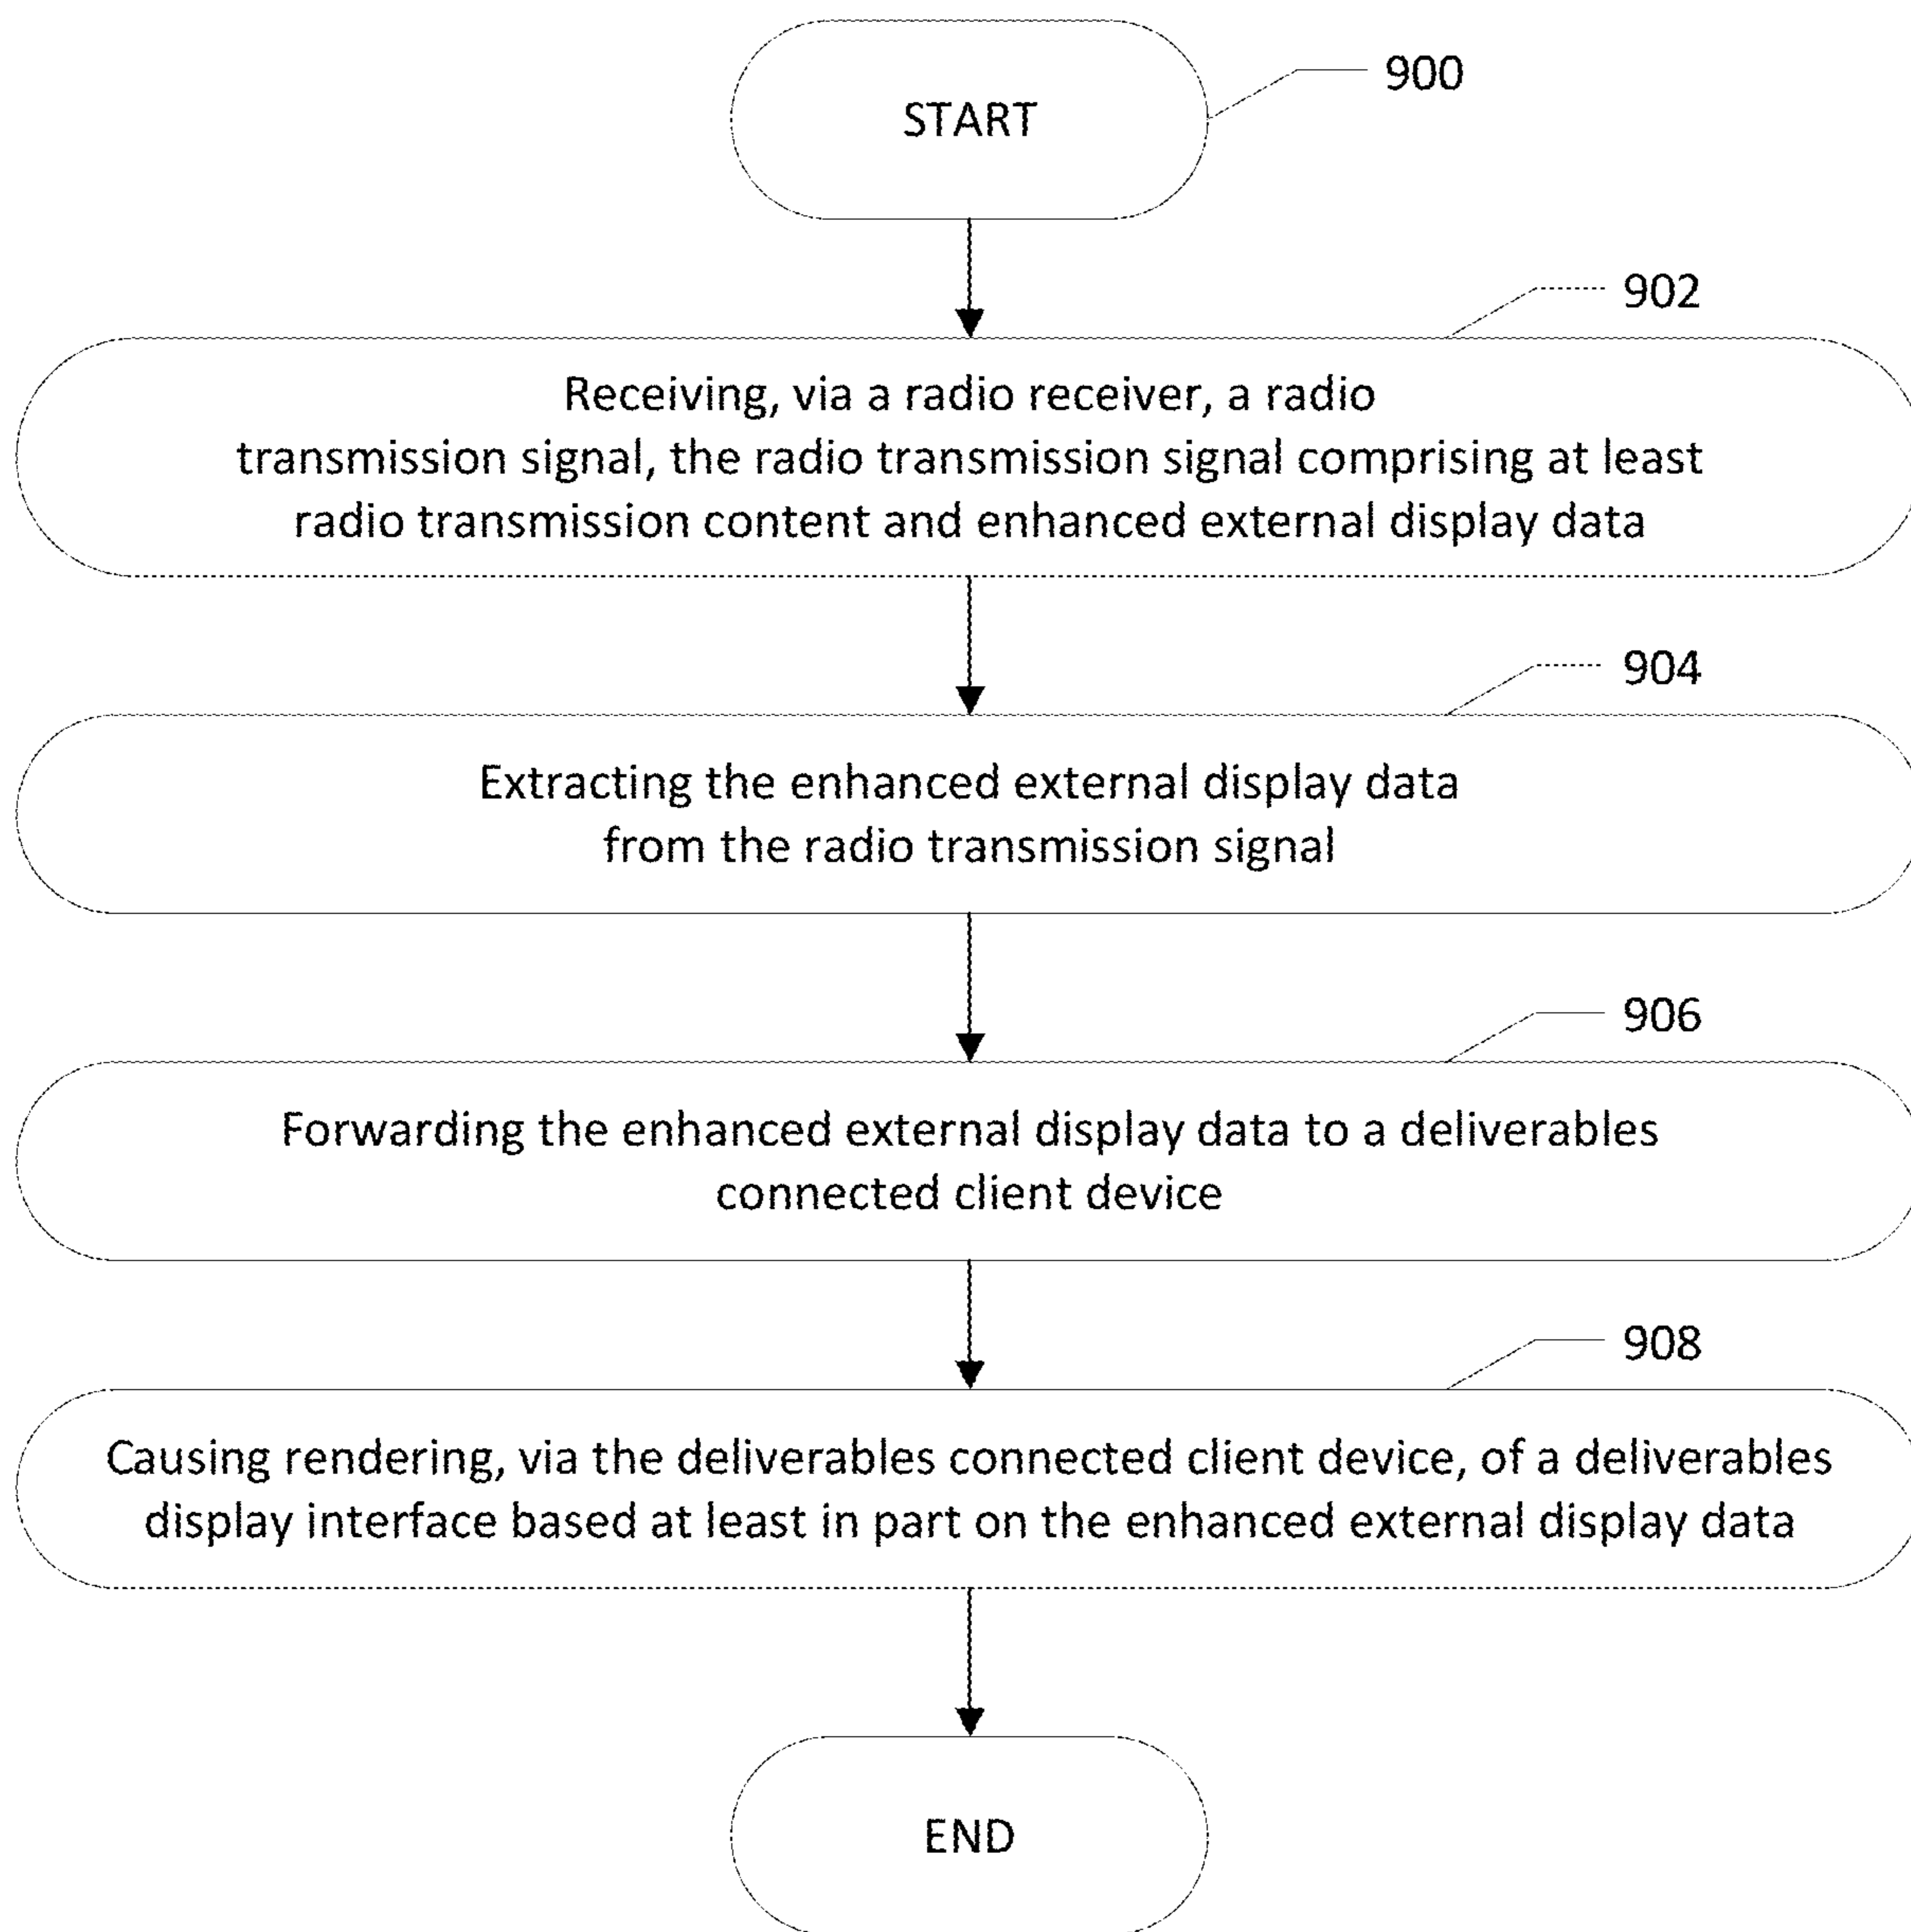 START
900
902
Receiving, via a radio receiver, a radio
transmission signal, the radio transmission signal comprising at least
radio transmission content and enhanced external display data
904
Extracting the enhanced external display data
from the radio transmission signal
906
Forwarding the enhanced external display data to a deliverables
connected client device
908
Causing rendering, via the deliverables connected client device, of a deliverables
display interface based at least in part on the enhanced external display data
END